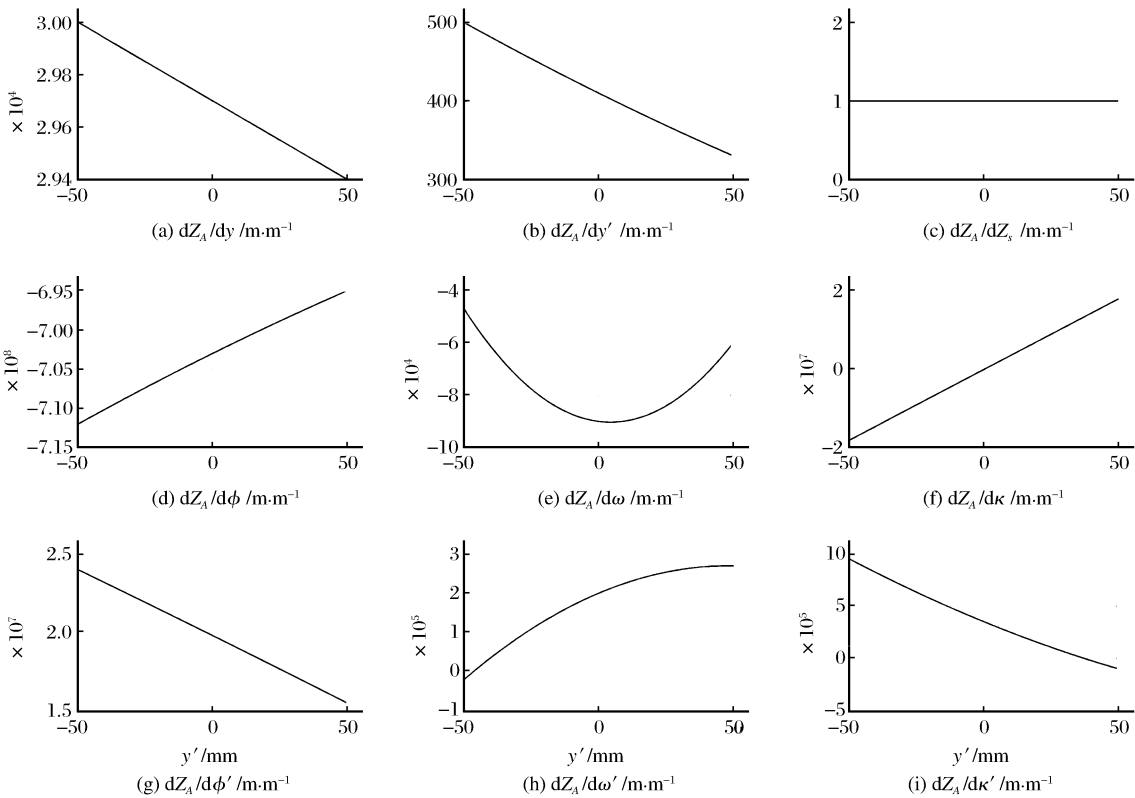 3.00
2.98
2.96
2.94
× 10⁴
−50 0 50
(a) dZ_A/dy /m·m⁻¹
500
400
300
−50 0 50
(b) dZ_A/dy′ /m·m⁻¹
2
1
0
−50 0 50
(c) dZ_A/dZ_s /m·m⁻¹
−6.95
−7.00
−7.05
−7.10
−7.15
× 10⁸
−50 0 50
(d) dZ_A/dϕ /m·m⁻¹
−4
−6
−8
−10
× 10⁴
−50 0 50
(e) dZ_A/dω /m·m⁻¹
2
0
−2
× 10⁷
−50 0 50
(f) dZ_A/dκ /m·m⁻¹
2.5
2.0
1.5
× 10⁷
−50 0 50
y′/mm
(g) dZ_A/dϕ′ /m·m⁻¹
3
2
1
0
−1
× 10⁵
−50 0 50
y′/mm
(h) dZ_A/dω′ /m·m⁻¹
10
5
0
−5
× 10⁵
−50 0 50
y′/mm
(i) dZ_A/dκ′ /m·m⁻¹